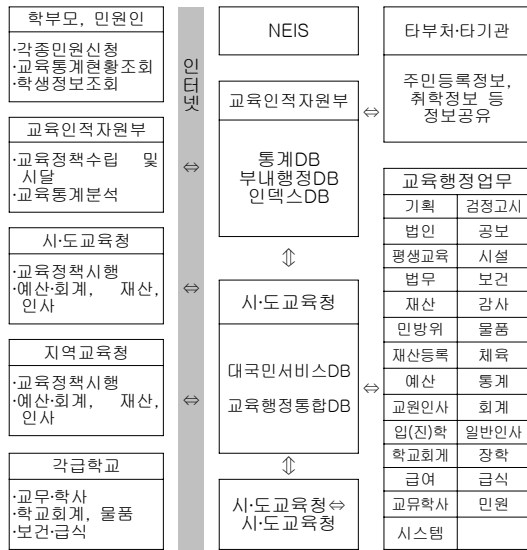 학부모, 민원인
·각종민원신청
·교육통계현황조회
·학생정보조회
교육인적자원부
·교육정책수립 및
시달
·교육통계분석
시·도교육청
·교육정책시행
·예산·회계, 재산,
인사
지역교육청
·교육정책시행
·예산·회계, 재산,
인사
각급학교
·교무·학사
·학교회계, 물품
·보건·급식
인터넷
⇔
⇔
⇔
NEIS
교육인적자원부
통계DB
부내행정DB
인덱스DB
⇕
시·도교육청
대국민서비스DB
교육행정통합DB
⇕
시·도교육청⇔
시·도교육청
⇔
⇔
타부처·타기관
주민등록정보,
취학정보 등
정보공유
교육행정업무
기획 검정고시
법인 공보
평생교육 시설
법무 보건
재산 감사
민방위 물품
재산등록 체육
예산 통계
교원인사 회계
입(진)학 일반인사
학교회게 장학
급여 급식
교뮤학사 민원
시스템